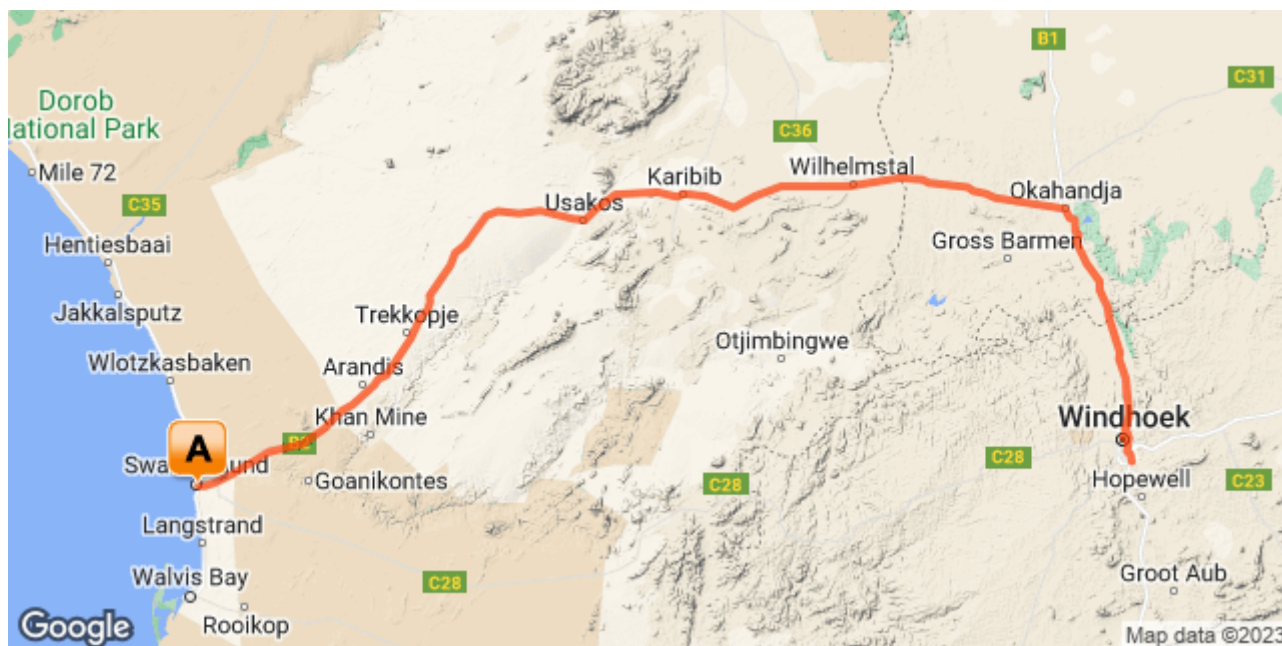 B1
C31
Dorob
National Park
Mile 72
C36
Karibib
Wilhelmstal
C35
Usakos
Okahandja
Hentiesbaai
Gross Barmen
Jakkalsputz
Trekkopje
Wlotzkasbaken
Otjimbingwe
Arandis
Khan Mine
Windhoek
A
B2
C28
Goanikontes
C28
Hopewell
C23
Langstrand
Walvis Bay
C28
Groot Aub
Rooikop
Google
Map data ©2023